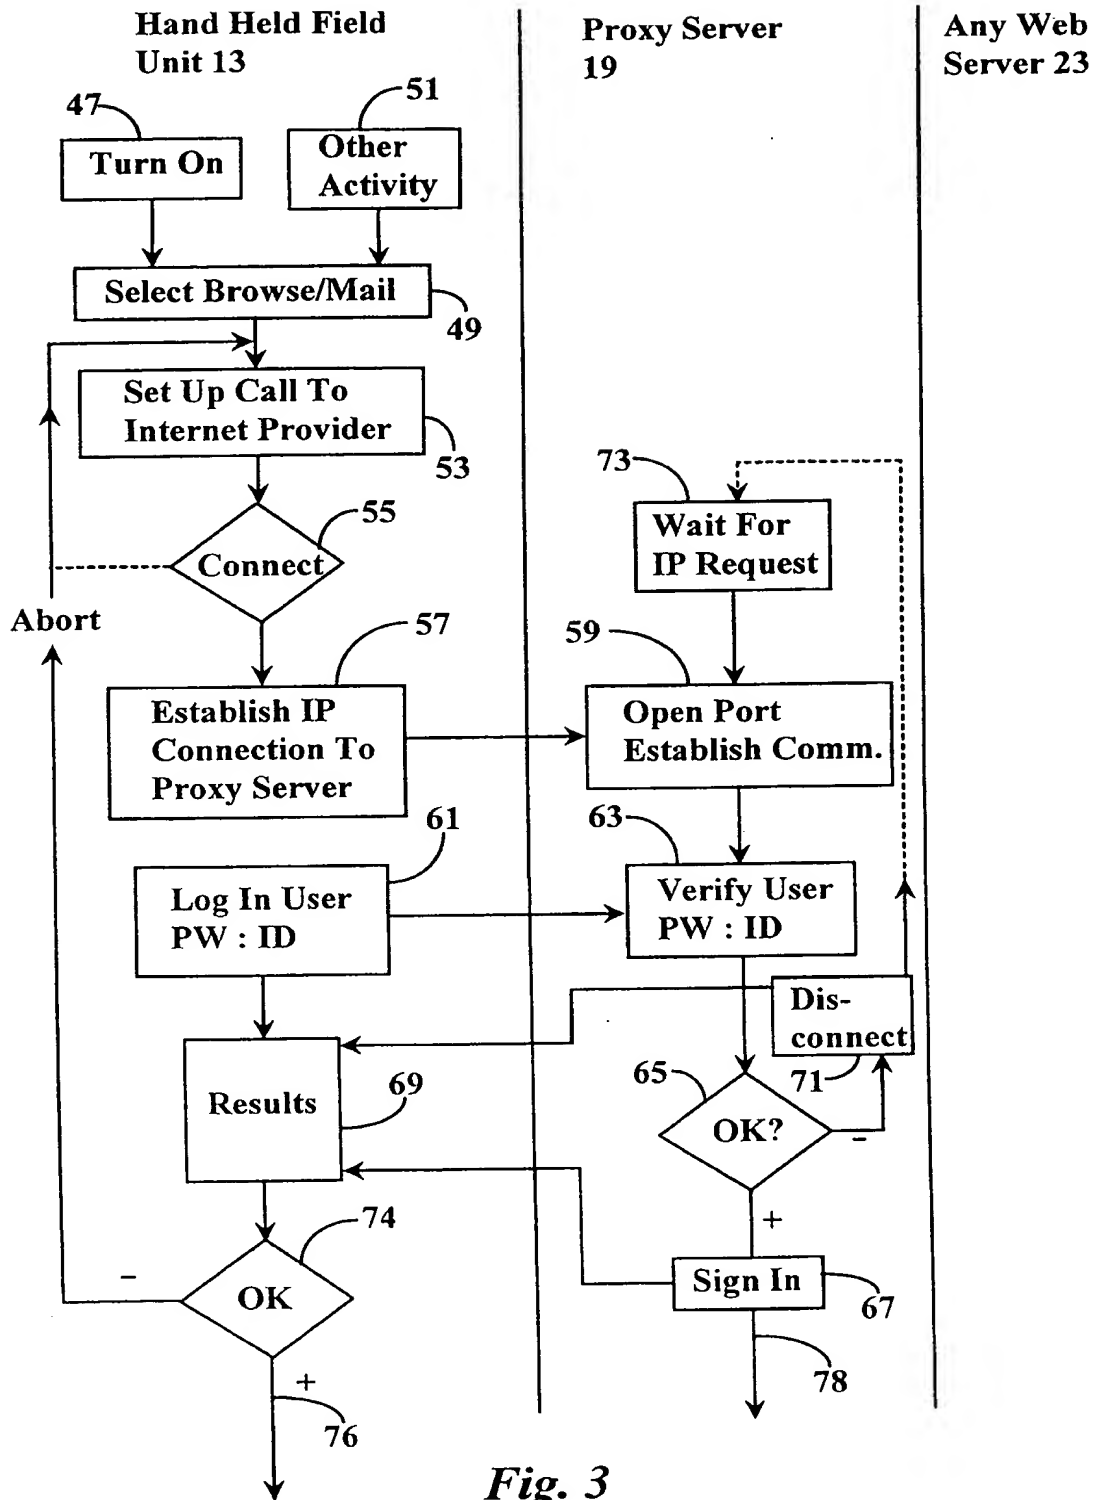 Hand Held Field
Unit 13
Proxy Server
19
Any Web
Server 23
47
51
Turn On
Other
Activity
Select Browse/Mail
49
Set Up Call To
Internet Provider
53
73
55
Wait For
IP Request
Connect
Abort
57
59
Establish IP
Connection To
Proxy Server
Open Port
Establish Comm.
61
63
Log In User
PW : ID
Verify User
PW : ID
Dis-
connect
71
65
69
Results
OK?
–
+
74
Sign In
67
–
OK
78
+
76
Fig. 3